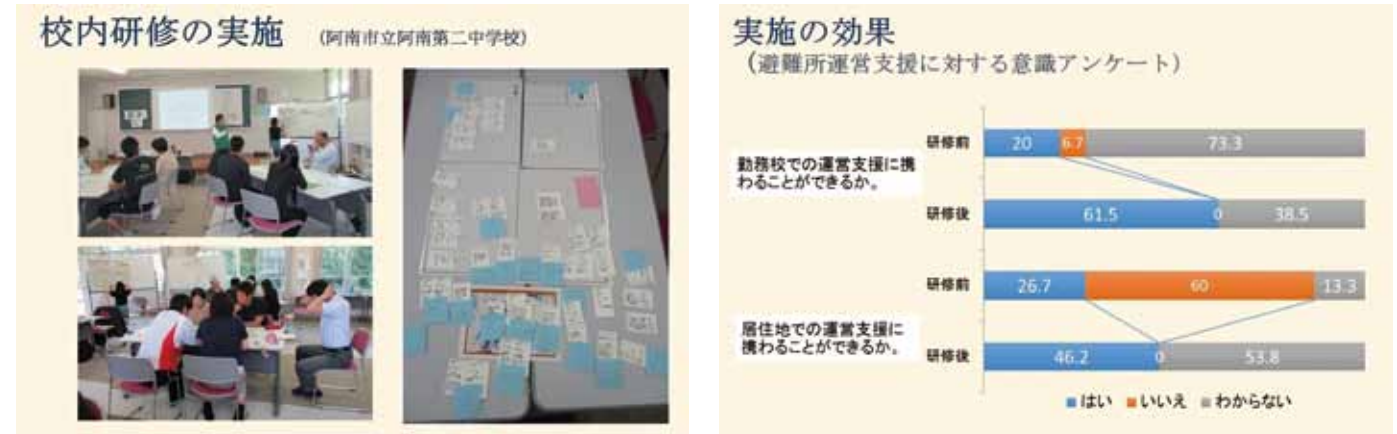 校内研修の実施 (阿南市立阿南第二中学校)
実施の効果
(避難所運営支援に対する意識アンケート)
勤務校での運営支援に携
わることができるか。
研修前 20 6.7 73.3
研修後 61.5 0 38.5
居住地での運営支援に
携わることができるか。
研修前 26.7 60 13.3
研修後 46.2 0 53.8
はい いいえ わからない